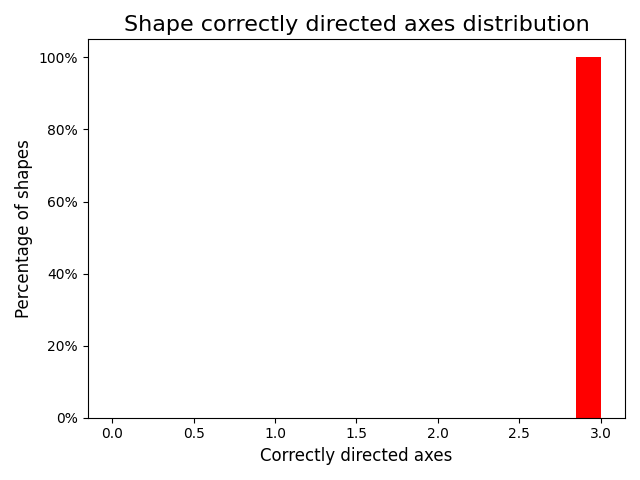 Shape correctly directed axes distribution
100%
80%
60%
40%
20%
0%
Percentage of shapes
0.0 0.5 1.0 1.5 2.0 2.5 3.0
Correctly directed axes